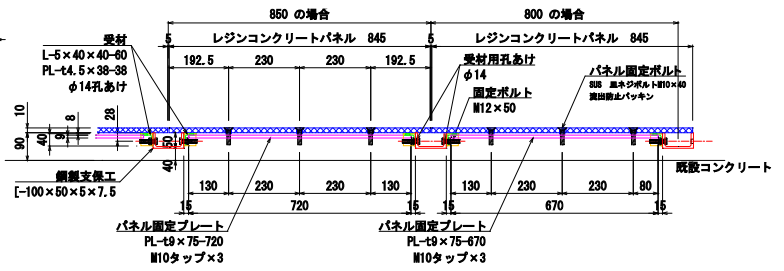 850 の場合
800 の場合
受材
L-5×40×40-60
PL-t4.5×38-38
φ14孔あけ
5
レジンコンクリートパネル 845
5
レジンコンクリートパネル 845
192.5
230
230
192.5
受材用孔あけ
φ14
固定ボルト
M12×50
パネル固定ボルト
SUS 皿ネジボルトM10×40
流出防止パッキン
10
90
40
9
8
28
50
40
鋼製支保工
[-100×50×5×7.5
既設コンクリート
130
230
230
130
130
230
230
80
15
720
15
15
670
15
パネル固定プレート
PL-t9×75-720
M10タップ×3
パネル固定プレート
PL-t9×75-670
M10タップ×3